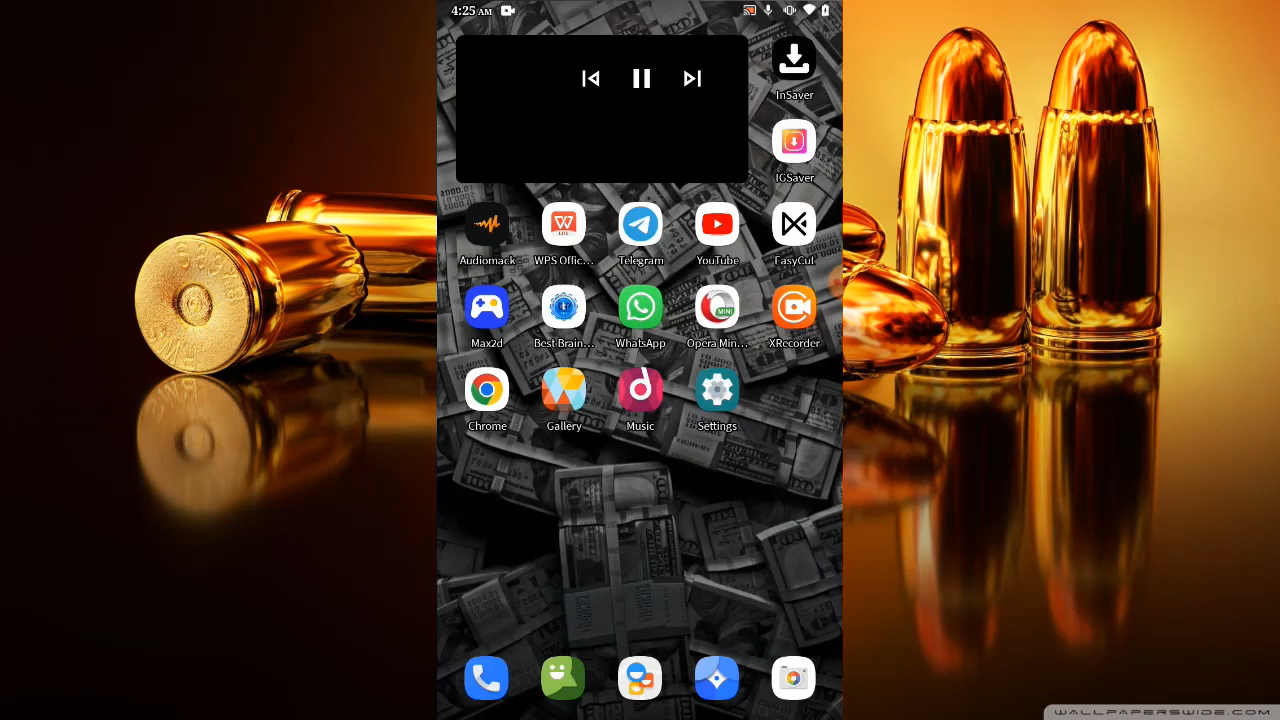 4:25 AM
InSaver
IGSaver
Audiomack
WPS Offic...
Telegram
YouTube
EasyCut
Max2d
Best Brain...
WhatsApp
Opera Min...
XRecorder
MINI
Chrome
Gallery
Music
Settings
WALLPAPERSWIDE.COM